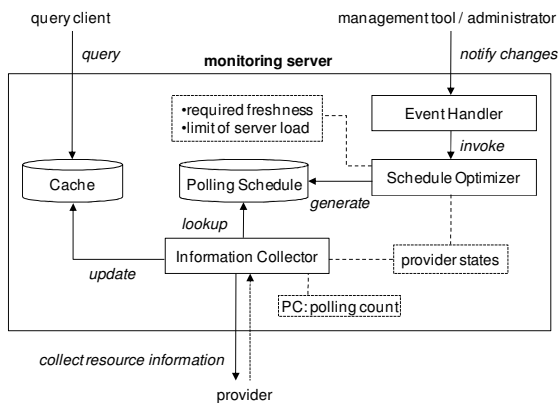 query client
management tool / administrator
query
notify changes
monitoring server
•required freshness
•limit of server load
Event Handler
invoke
Cache
Polling Schedule
Schedule Optimizer
generate
lookup
Information Collector
provider states
update
PC: polling count
collect resource information
provider